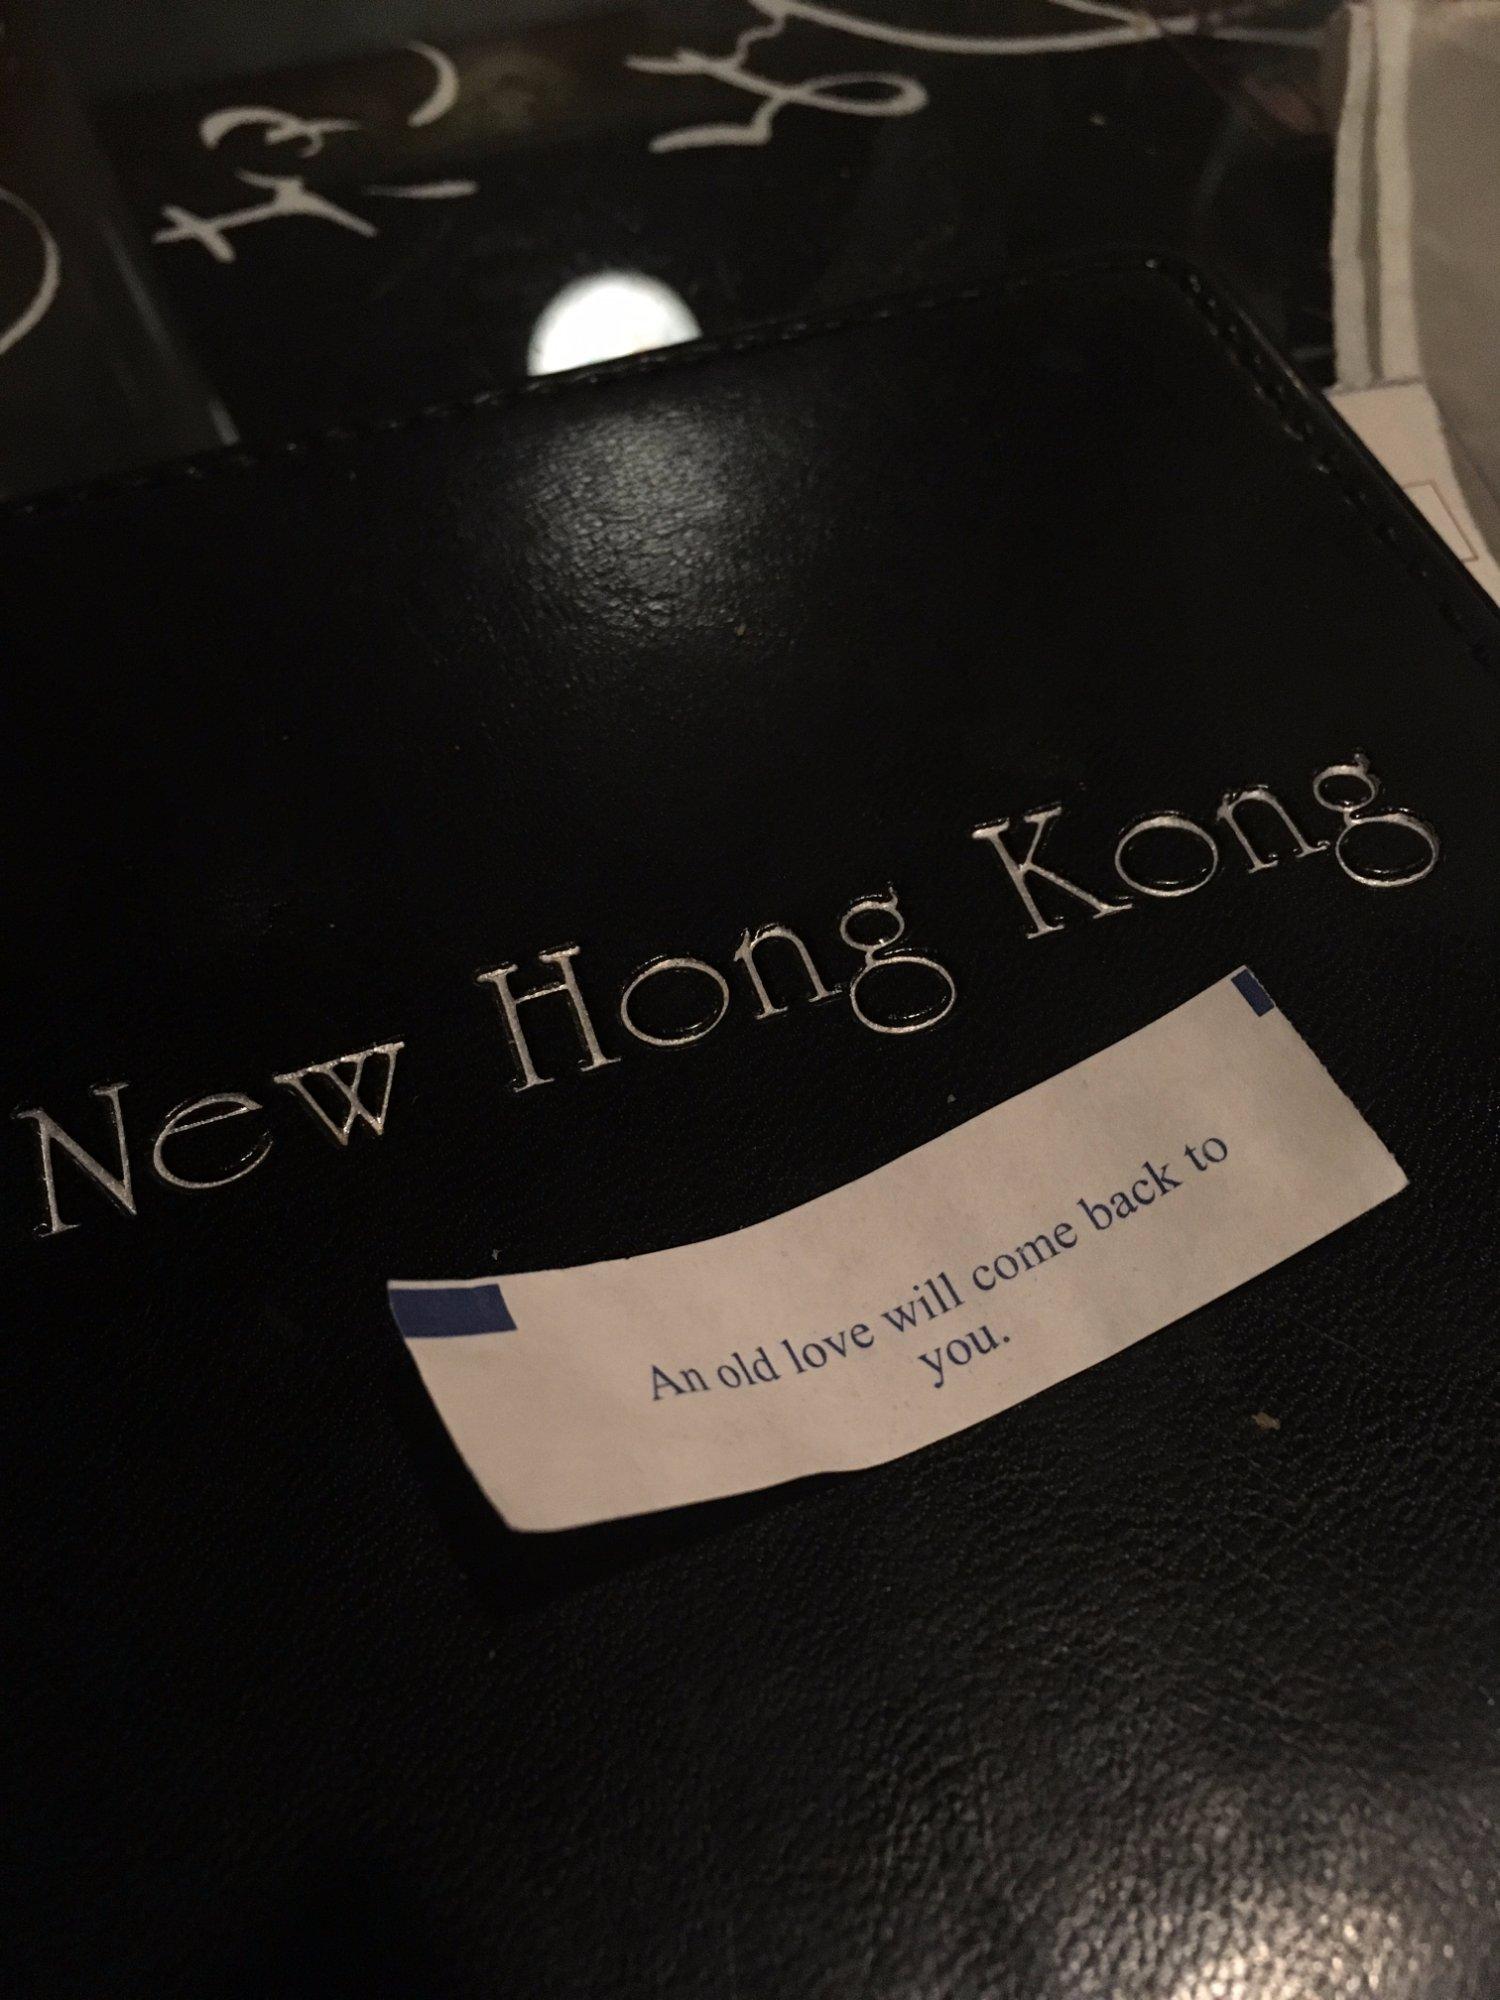 New Hong Kong
An old love will come back to
you.